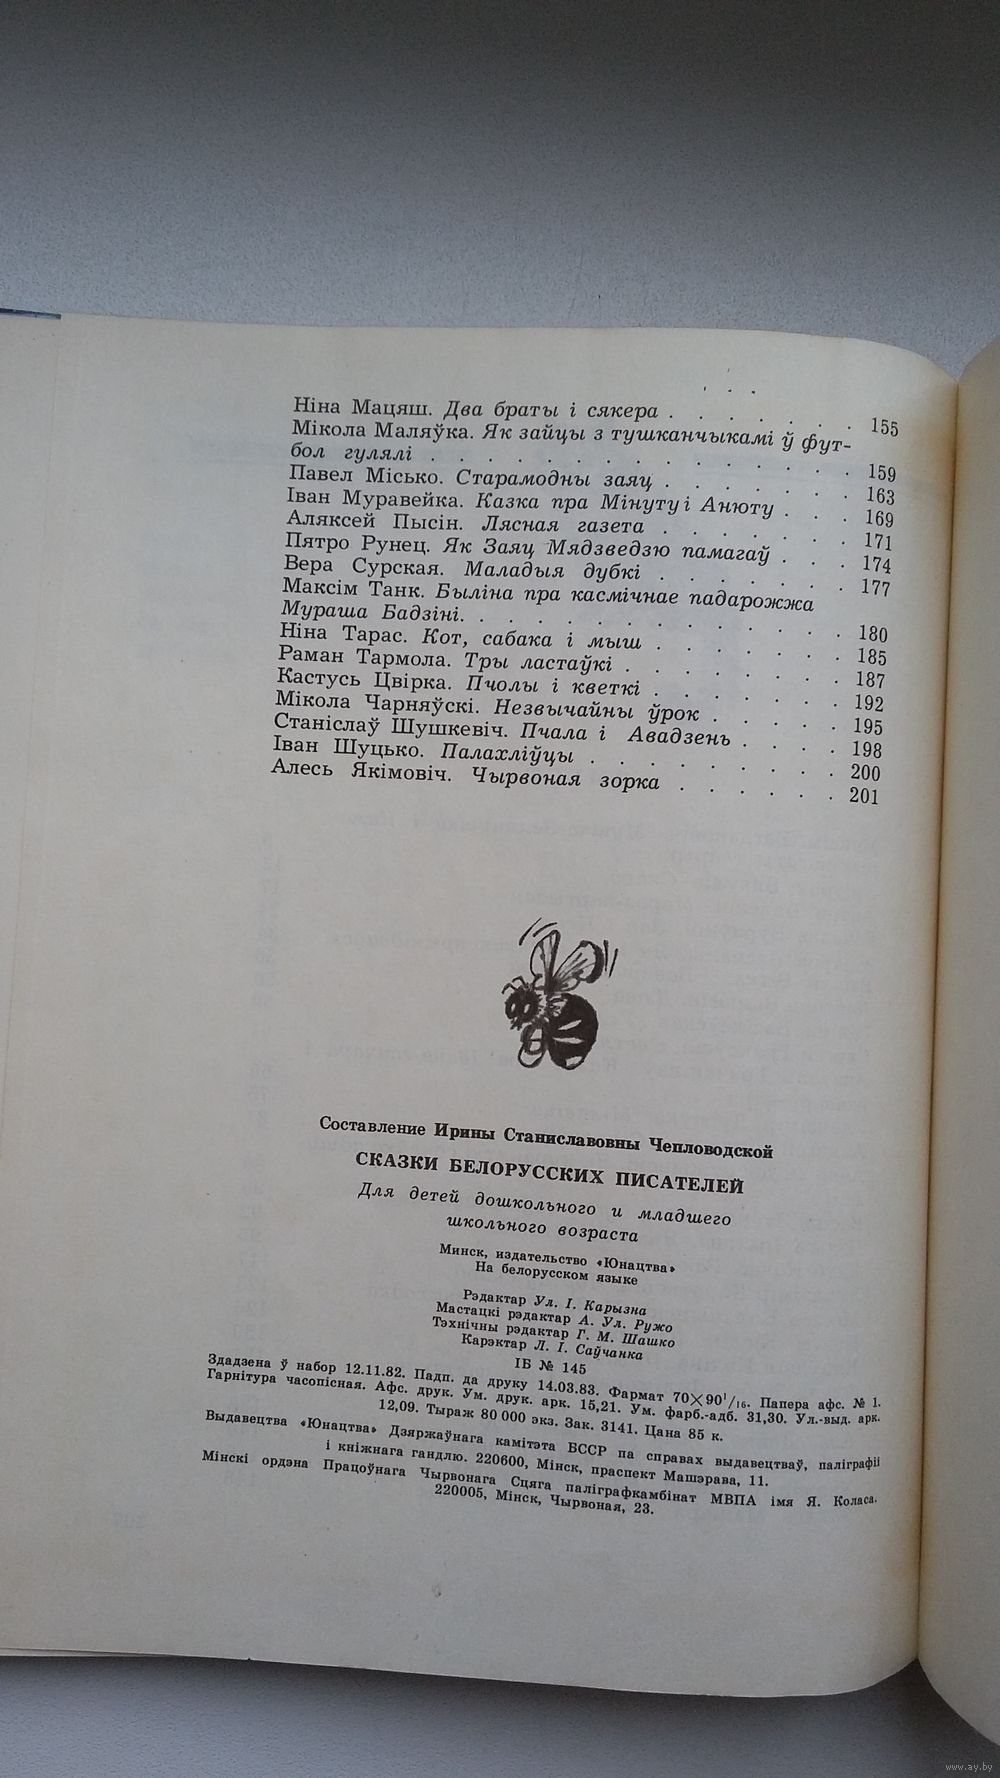 Ніна Мацяш. Два браты і сякера . . . . . . . 155
Мікола Маляўка. Як зайцы з тушканчыкамі ў фут-
бол гулялі . . . . . . . . . . . . . . . 159
Павел Місько. Старамодны заяц . . . . . . . 163
Іван Муравейка. Казка пра Мінуту і Анюту . . . 169
Аляксей Пысін. Лясная газета . . . . . . . 171
Пятро Рунец. Як Заяц Мядзведзю памагаў . . . 174
Вера Сурская. Маладыя дубкі . . . . . . . 177
Максім Танк. Быліна пра касмічнае падарожжа
Мураша Бадзіні. . . . . . . . . . . . . . 180
Ніна Тарас. Кот, сабака і мыш . . . . . . . 185
Раман Тармола. Тры ластаўкі . . . . . . . . 187
Кастусь Цвірка. Пчолы і кветкі . . . . . . . 192
Мікола Чарняўскі. Незвычайны ўрок . . . . . 195
Станіслаў Шушкевіч. Пчала і Авадзень . . . . 198
Іван Шуцько. Палахліўцы . . . . . . . . . 200
Алесь Якімовіч. Чырвоная зорка . . . . . . 201
Составление Ирины Станиславовны Чепловодской
СКАЗКИ БЕЛОРУССКИХ ПИСАТЕЛЕЙ
Для детей дошкольного и младшего
школьного возраста
Минск, издательство «Юнацтва»
На белорусском языке
Рэдактар Ул. І. Карызна
Мастацкі рэдактар А. Ул. Ружо
Тэхнічны рэдактар Г. М. Шашко
Карэктар Л. І. Саўчанка
ІБ № 145
Здадзена ў набор 12.11.82. Падп. да друку 14.03.83. Фармат 70×90¹/₁₆. Папера афс. № 1.
Гарнітура часопісная. Афс. друк. Ум. друк. арк. 15,21. Ум. фарб.-адб. 31,30. Ул.-выд. арк.
12,09. Тыраж 80 000 экз. Зак. 3141. Цана 85 к.
Выдавецтва «Юнацтва» Дзяржаўнага камітэта БССР па справах выдавецтваў, паліграфіі
і кніжнага гандлю. 220600, Мінск, праспект Машэрава, 11.
Мінскі ордэна Працоўнага Чырвонага Сцяга паліграфкамбінат МВПА імя Я. Коласа.
220005, Мінск, Чырвоная, 23.
www.ay.by